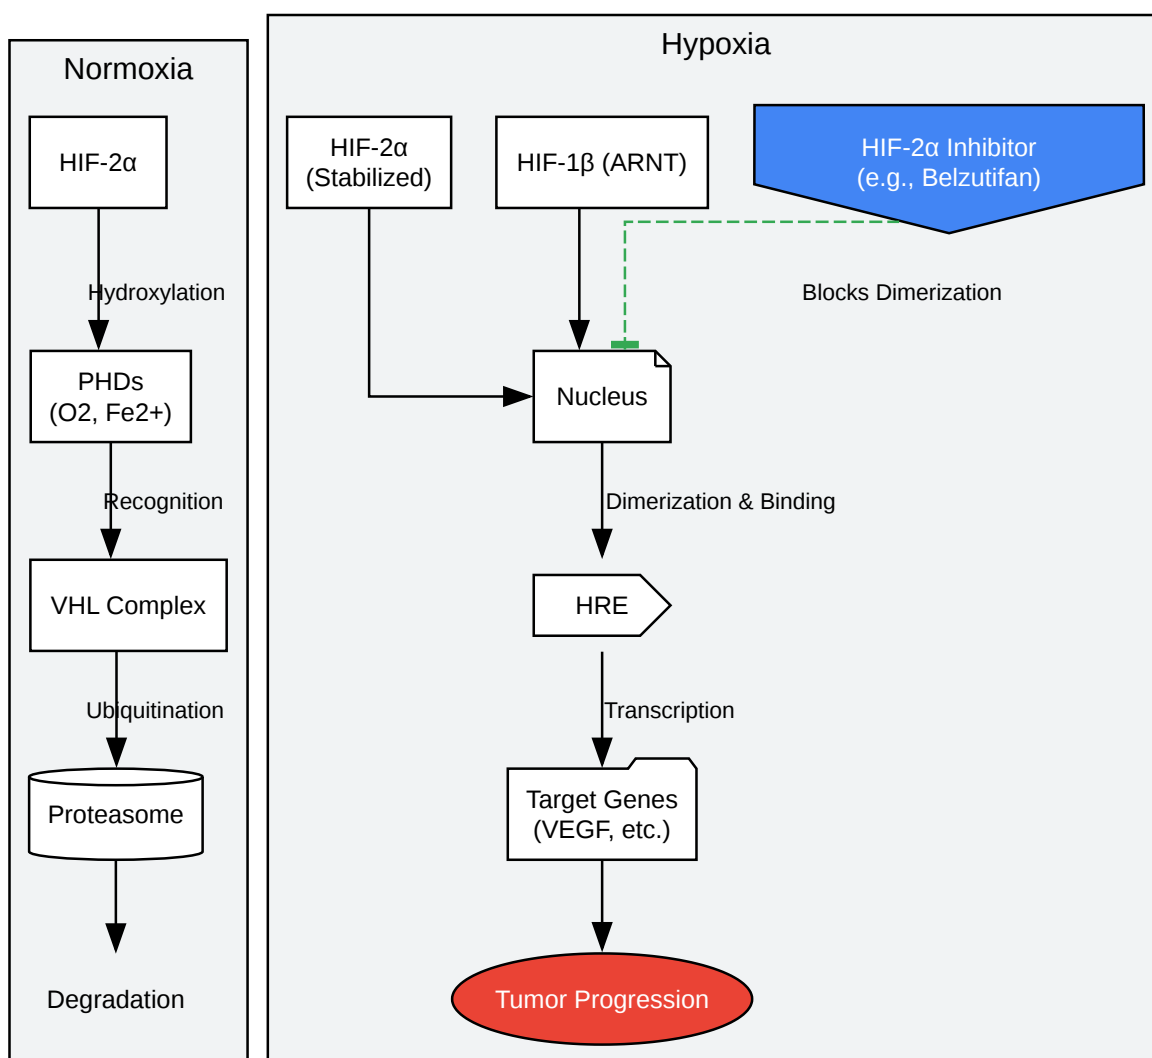 Normoxia
HIF-2α
Hydroxylation
PHDs
(O2, Fe2+)
Recognition
VHL Complex
Ubiquitination
Proteasome
Degradation
Hypoxia
HIF-2α
(Stabilized)
HIF-1β (ARNT)
HIF-2α Inhibitor
(e.g., Belzutifan)
Blocks Dimerization
Nucleus
Dimerization & Binding
HRE
Transcription
Target Genes
(VEGF, etc.)
Tumor Progression